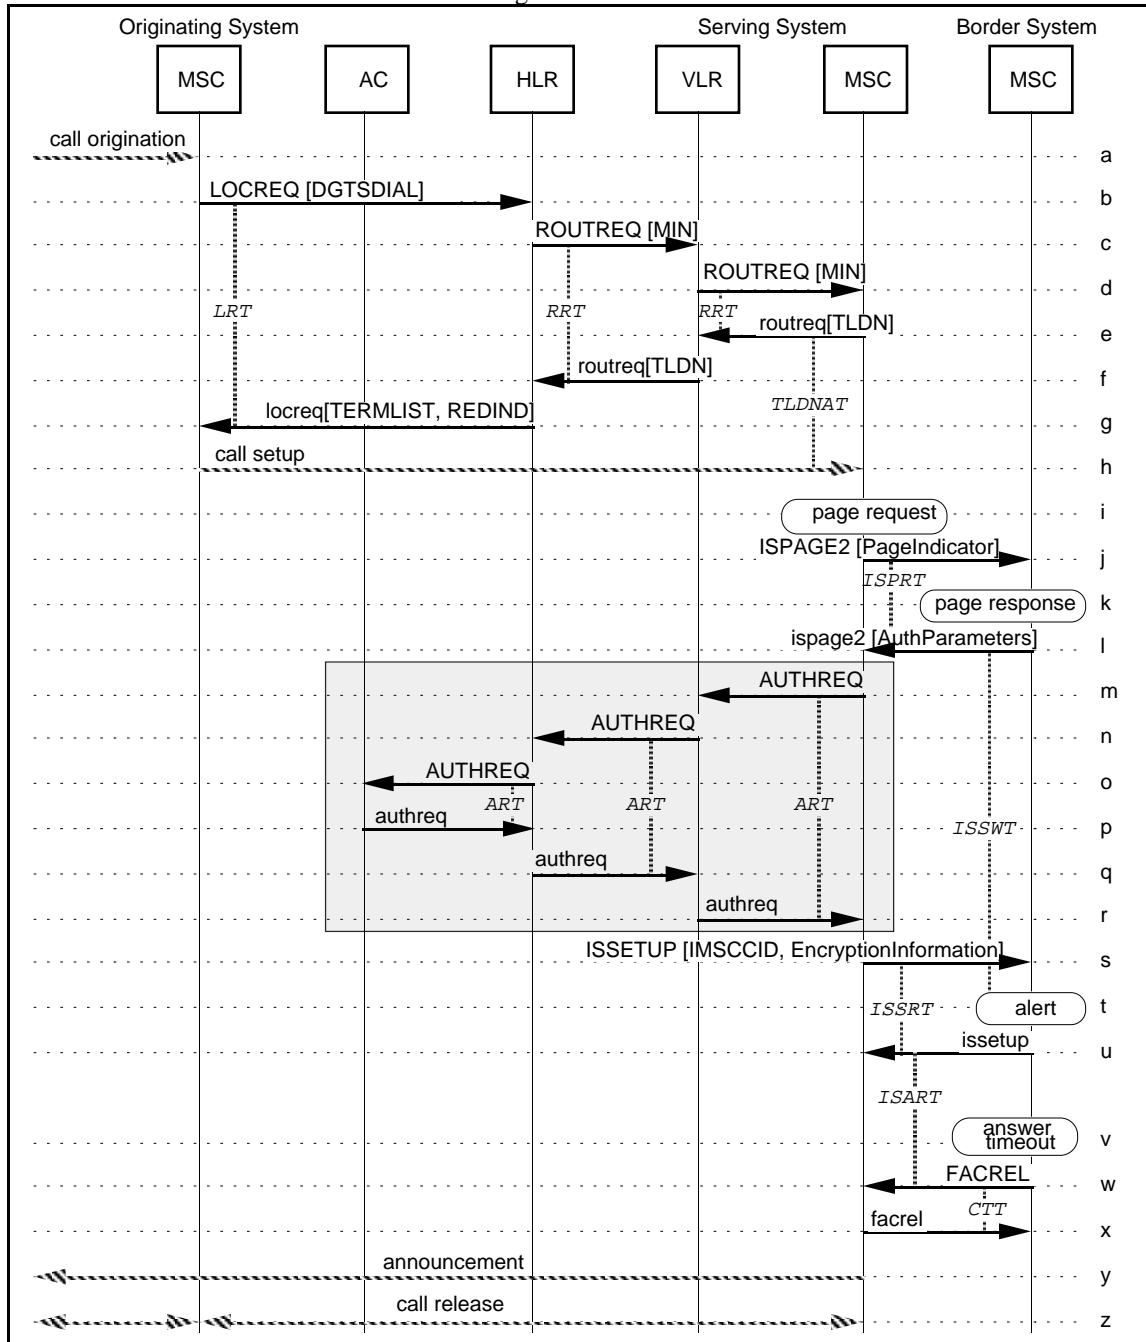 Originating System Serving System Border System
MSC AC HLR VLR MSC MSC
call origination
a
LOCREQ [DGTSDIAL]
b
ROUTREQ [MIN]
c
ROUTREQ [MIN]
d
LRT RRT RRT
routreq[TLDN]
e
routreq[TLDN]
f
TLDNAT
locreq[TERMLIST, REDIND]
g
call setup
h
page request
i
ISPAGE2 [PageIndicator]
j
ISPRT
page response
k
ispage2 [AuthParameters]
l
AUTHREQ
m
AUTHREQ
n
AUTHREQ
o
ART ART ART
authreq
p
ISSWT
authreq
q
authreq
r
ISSETUP [IMSCCID, EncryptionInformation]
s
ISSRT
alert
t
issetup
u
ISART
answer
timeout
v
FACREL
w
CTT
facrel
x
announcement
y
call release
z